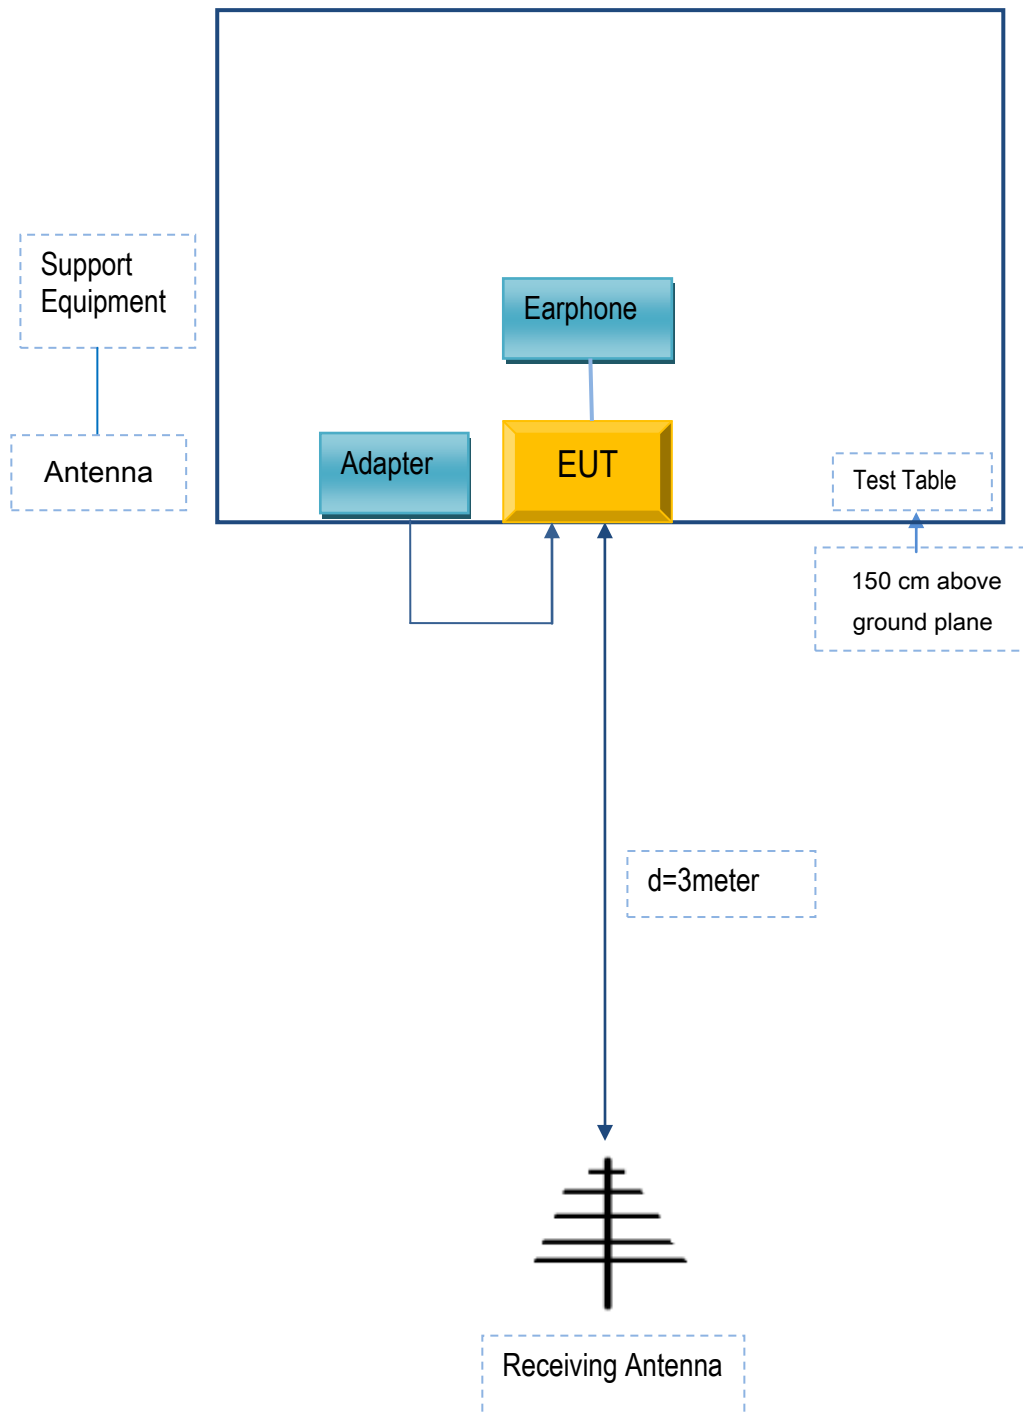 Support
Equipment
Antenna
Earphone
Adapter
EUT
Test Table
150 cm above
ground plane
d=3meter
Receiving Antenna